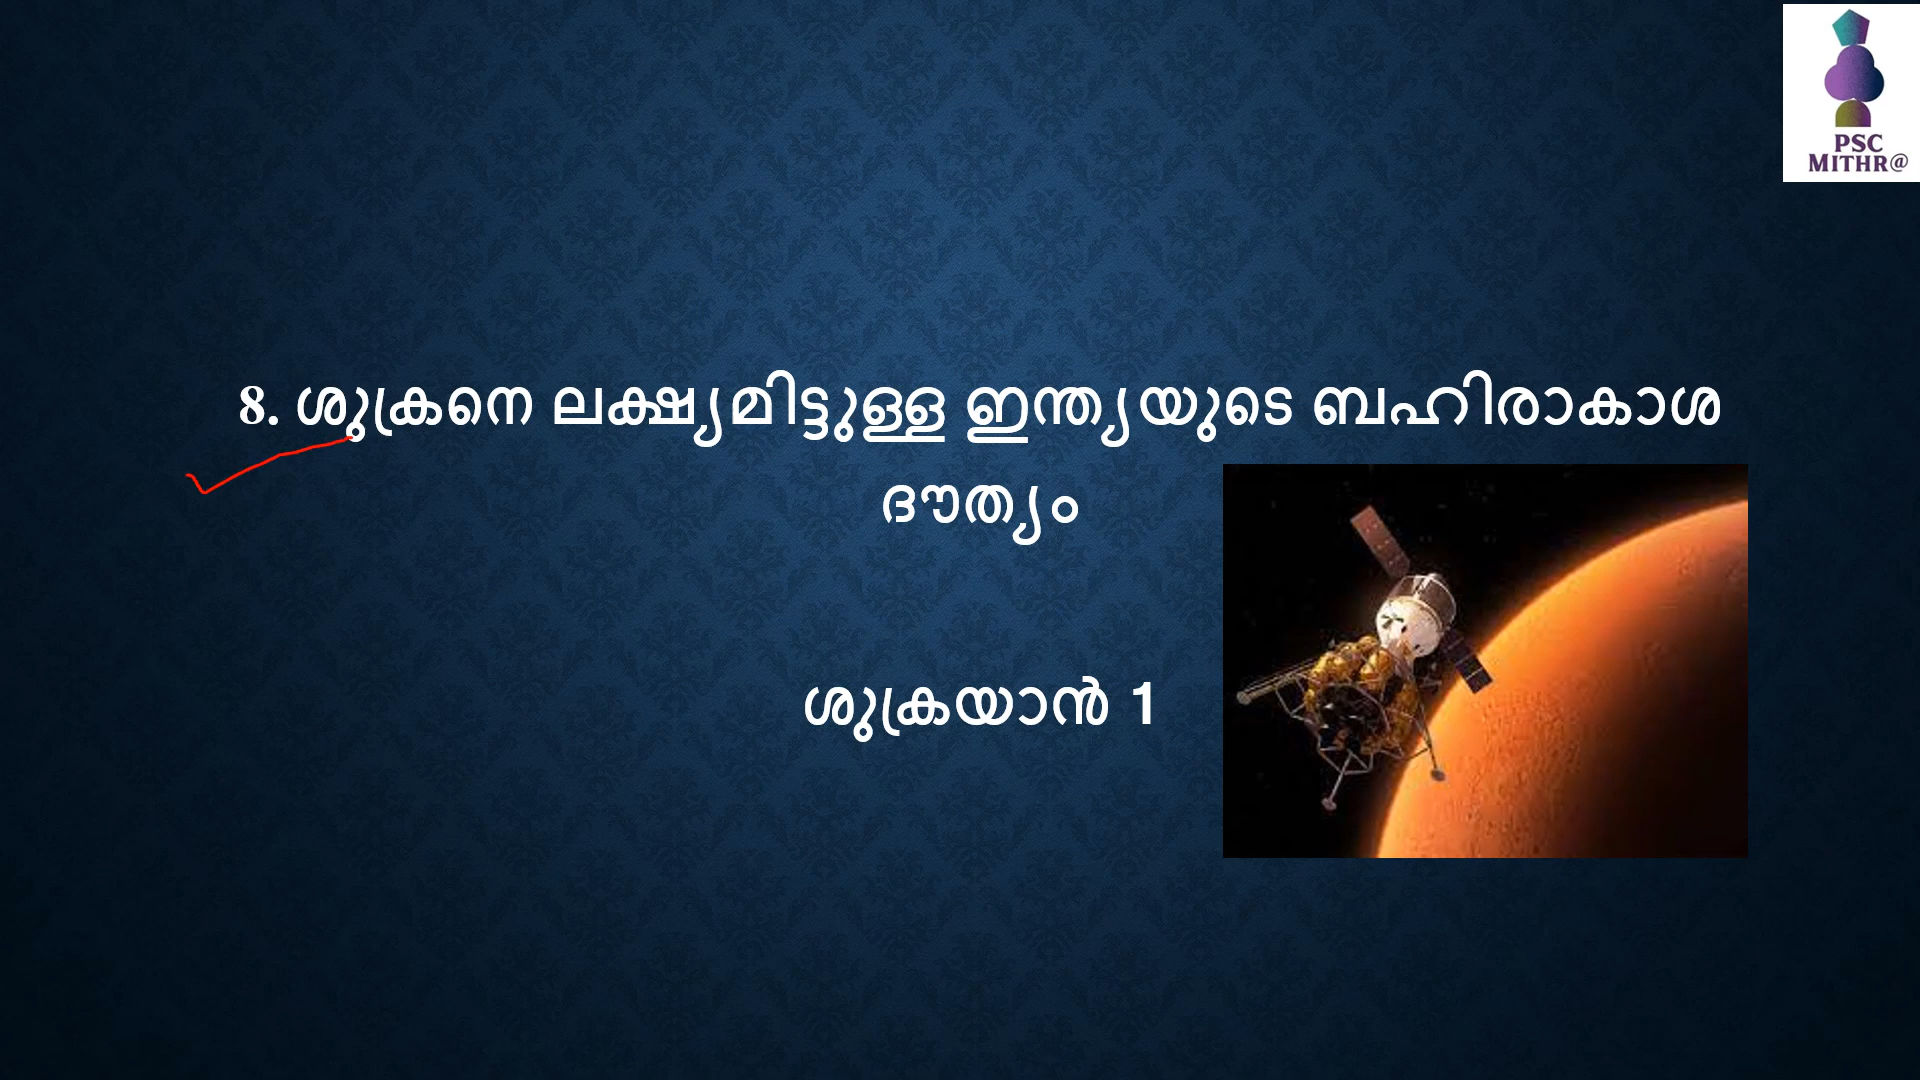 PSC
MITHR@
8. ശുക്രനെ ലക്ഷ്യമിട്ടുള്ള ഇന്ത്യയുടെ ബഹിരാകാശ
ദൗത്യം
ശുക്രയാൻ 1